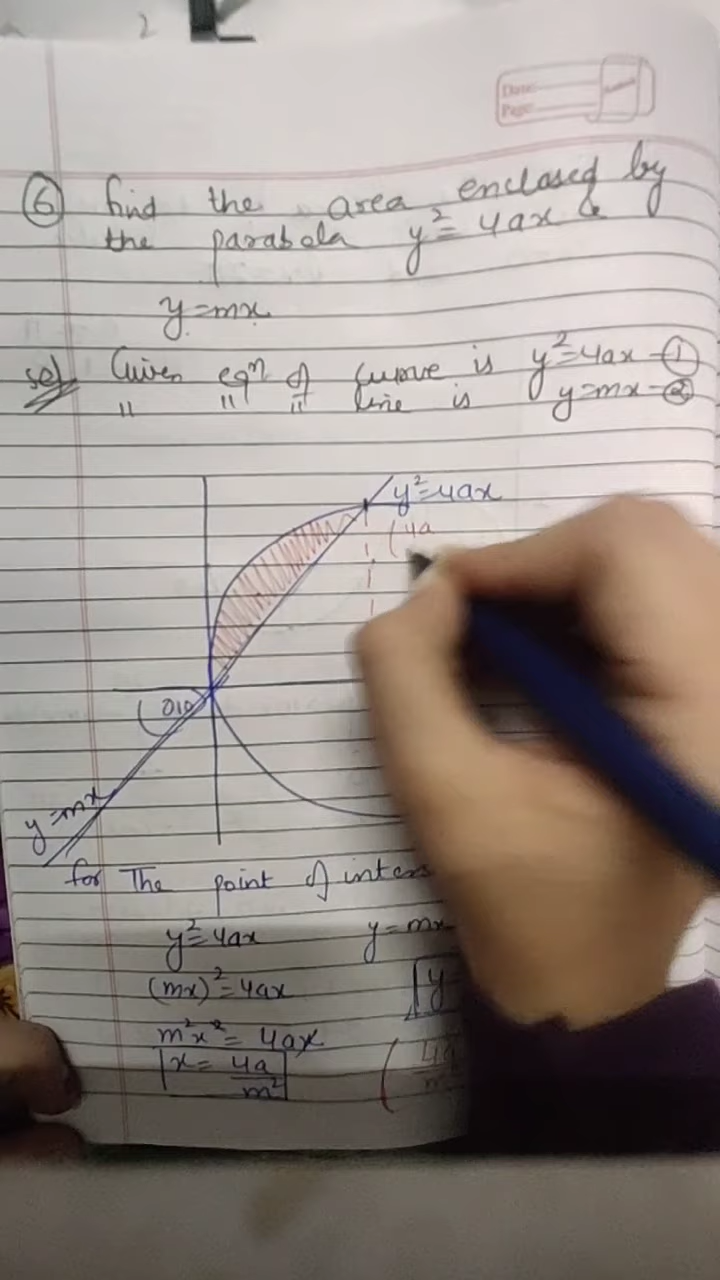 Date:
Page:
⑥ find the area enclosed by
the parabola y² = 4ax &
y = mx
sol Given eqⁿ of curve is y² = 4ax - ①
" " " line is y = mx - ②
y² = 4ax
(4a
(0,0
y = mx
for The point of inters
y² = 4ax y = mx
(mx)² = 4ax y =
m²x² = 4ax
x = 4a/m² (4a/m